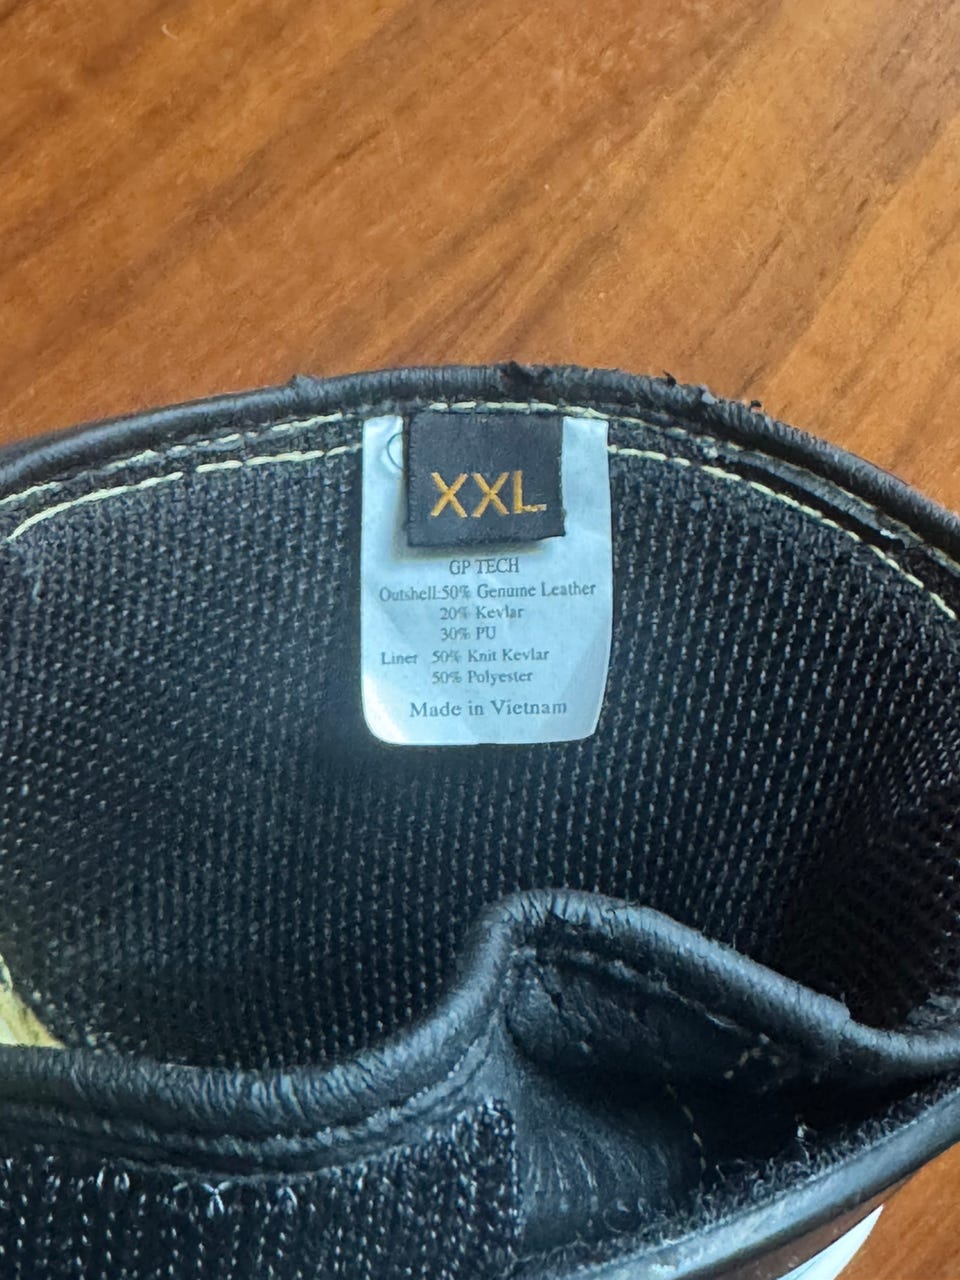 XXL
GP TECH
Outshell:50% Genuine Leather
20% Kevlar
30% PU
Liner 50% Knit Kevlar
50% Polyester
Made in Vietnam